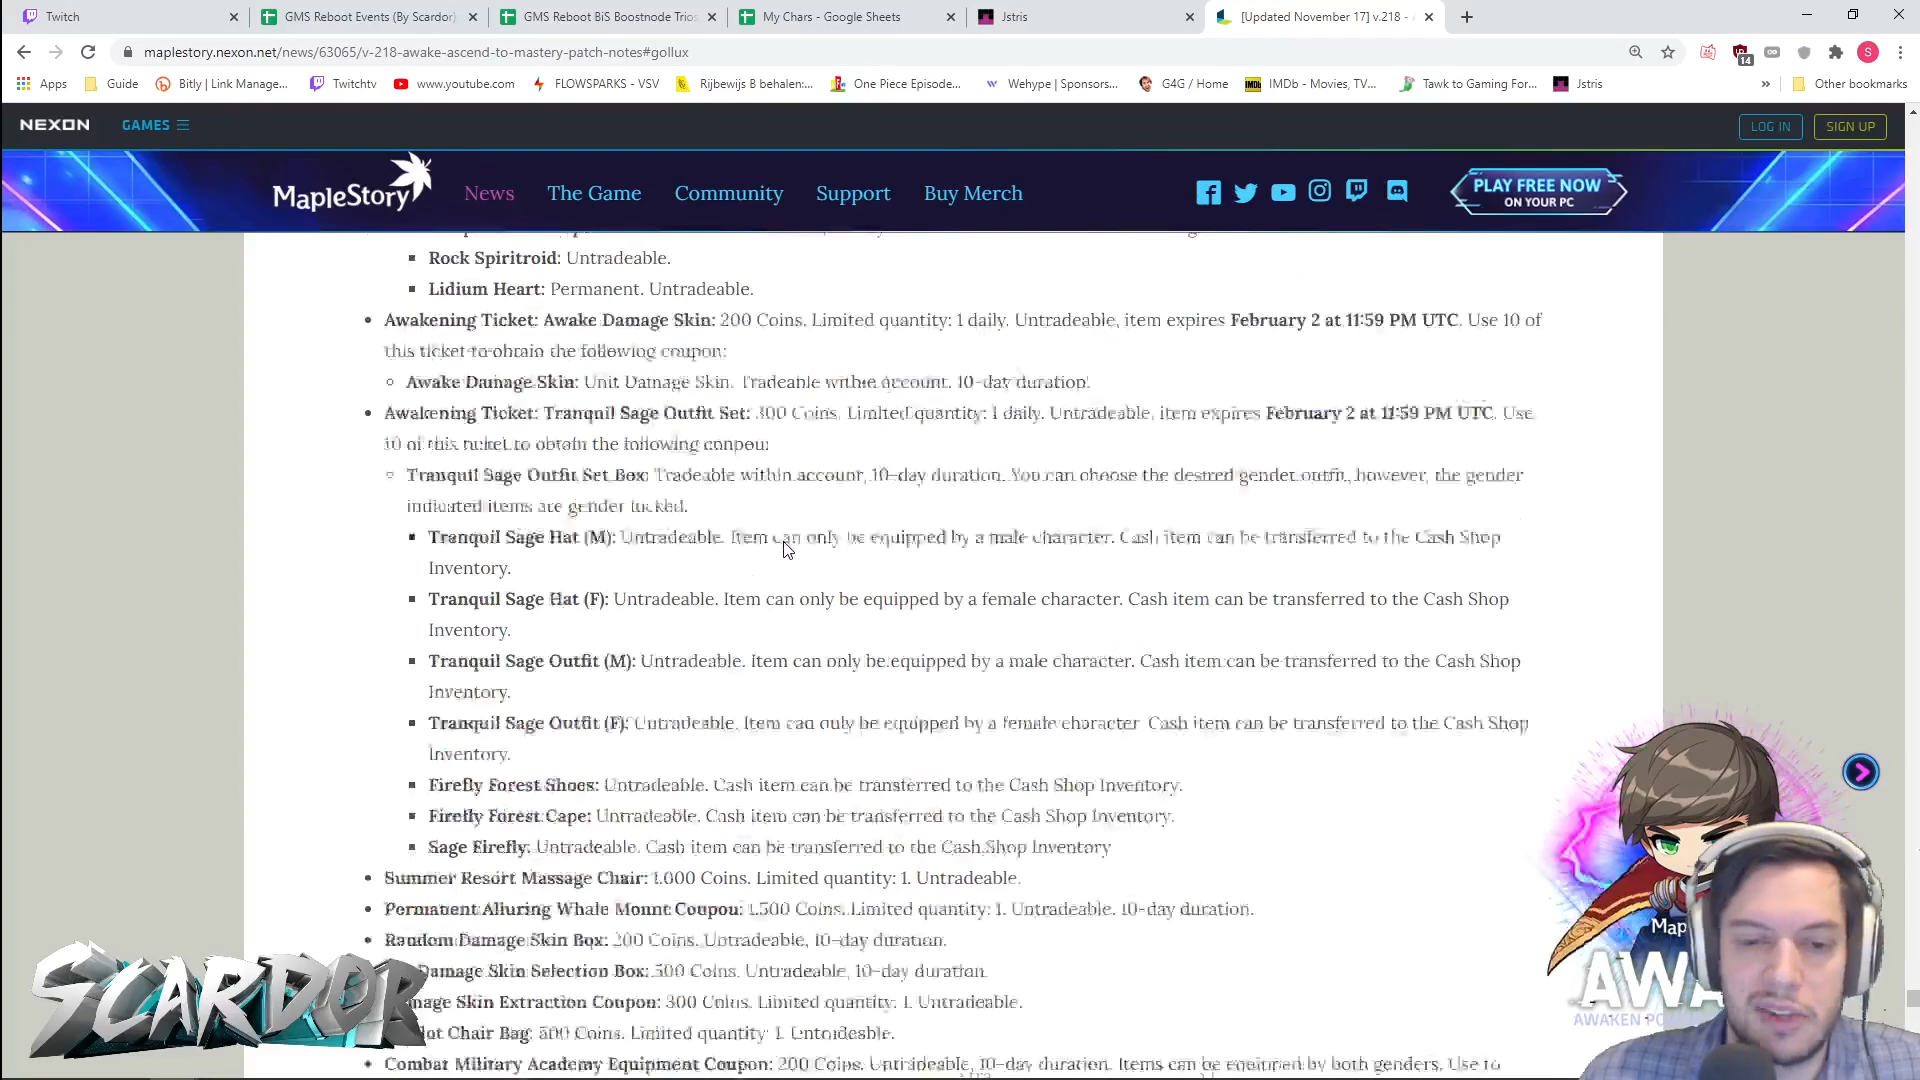 Twitch
GMS Reboot Events (By Scardor)
GMS Reboot BiS Boostnode Trios
My Chars - Google Sheets
Jstris
[Updated November 17] v.218 -
maplestory.nexon.net/news/63065/v-218-awake-ascend-to-mastery-patch-notes#gollux
S
14
Apps
Guide
Bitly | Link Manage...
Twitchtv
www.youtube.com
FLOWSPARKS - VSV
Rijbewijs B behalen:...
One Piece Episode...
Wehype | Sponsors...
G4G / Home
IMDb - Movies, TV...
Tawk to Gaming For...
Jstris
Other bookmarks
NEXON
GAMES
LOG IN
SIGN UP
MapleStory
News
The Game
Community
Support
Buy Merch
PLAY FREE NOW
ON YOUR PC
Rock Spiritroid: Untradeable.
Lidium Heart: Permanent. Untradeable.
Awakening Ticket: Awake Damage Skin: 200 Coins. Limited quantity: 1 daily. Untradeable, item expires February 2 at 11:59 PM UTC. Use 10 of
this ticket to obtain the following coupon:
Awake Damage Skin: Unit Damage Skin. Tradeable within account. 10-day duration.
Awakening Ticket: Tranquil Sage Outfit Set: 300 Coins. Limited quantity: 1 daily. Untradeable, item expires February 2 at 11:59 PM UTC. Use
10 of this ticket to obtain the following coupon:
Tranquil Sage Outfit Set Box: Tradeable within account, 10-day duration. You can choose the desired gender outfit, however, the gender
indicated items are gender locked.
Tranquil Sage Hat (M): Untradeable. Item can only be equipped by a male character. Cash item can be transferred to the Cash Shop
Inventory.
Tranquil Sage Hat (F): Untradeable. Item can only be equipped by a female character. Cash item can be transferred to the Cash Shop
Inventory.
Tranquil Sage Outfit (M): Untradeable. Item can only be equipped by a male character. Cash item can be transferred to the Cash Shop
Inventory.
Tranquil Sage Outfit (F): Untradeable. Item can only be equipped by a female character. Cash item can be transferred to the Cash Shop
Inventory.
Firefly Forest Shoes: Untradeable. Cash item can be transferred to the Cash Shop Inventory.
Firefly Forest Cape: Untradeable. Cash item can be transferred to the Cash Shop Inventory.
Sage Firefly: Untradeable. Cash item can be transferred to the Cash Shop Inventory
Summer Resort Massage Chair: 1,000 Coins. Limited quantity: 1. Untradeable.
Permanent Alluring Whale Mount Coupon: 1,500 Coins. Limited quantity: 1. Untradeable. 10-day duration.
Random Damage Skin Box: 200 Coins. Untradeable, 10-day duration.
Damage Skin Selection Box: 500 Coins. Untradeable, 10-day duration.
mage Skin Extraction Coupon: 300 Coins. Limited quantity: 1. Untradeable.
lot Chair Bag: 500 Coins. Limited quantity: 1. Untradeable.
Combat Military Academy Equipment Coupon: 200 Coins. Untradeable, 10-day duration. Items can be equipped by both genders. Use to
SCARDOR
Map
AWA
AWAKEN PO